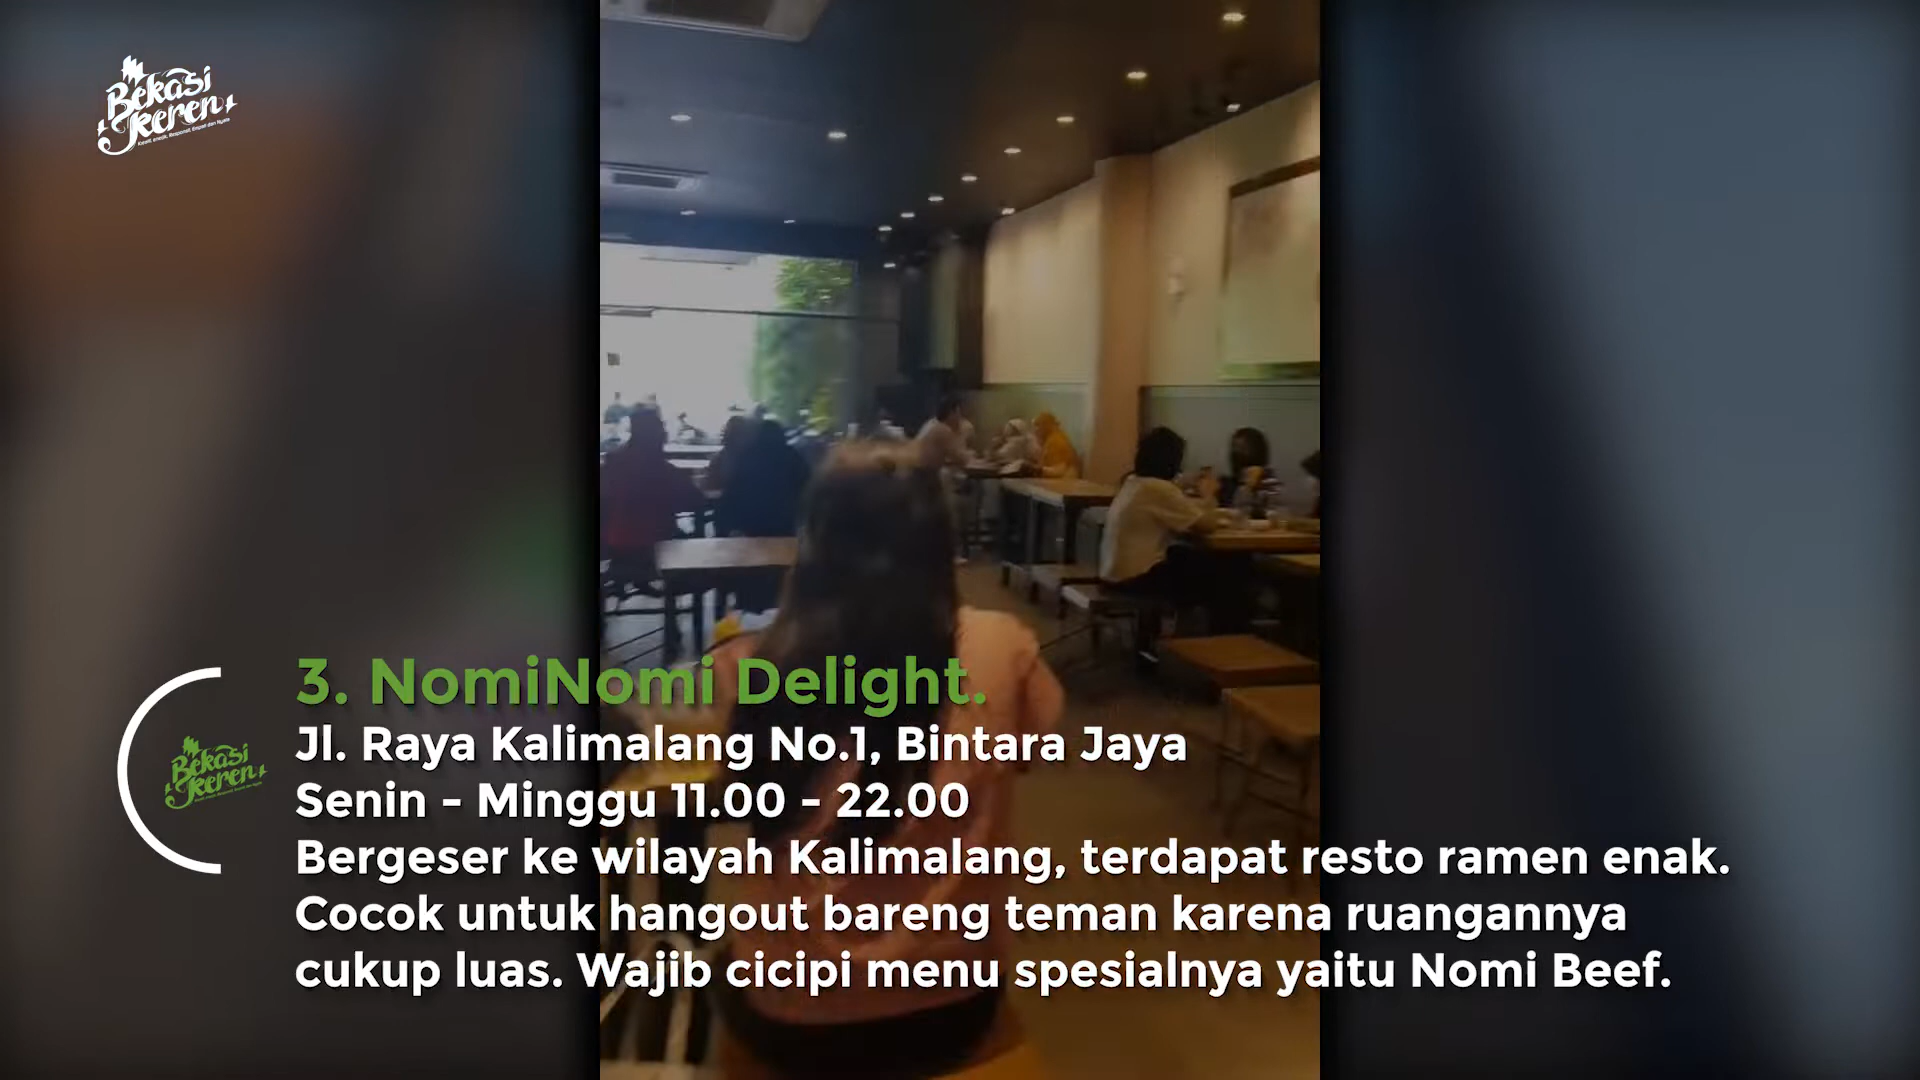 Bekasi
Keren
3. NomiNomi Delight.
Jl. Raya Kalimalang No.1, Bintara Jaya
Senin - Minggu 11.00 - 22.00
Bergeser ke wilayah Kalimalang, terdapat resto ramen enak.
Cocok untuk hangout bareng teman karena ruangannya
cukup luas. Wajib cicipi menu spesialnya yaitu Nomi Beef.
Bekasi
Keren